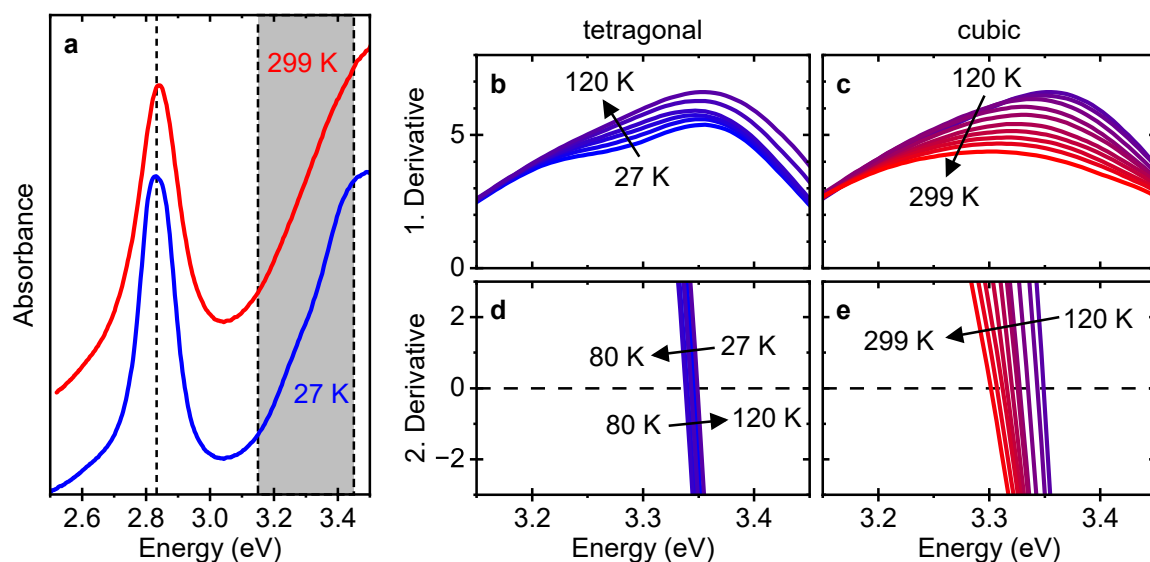 a
299 K
27 K
Absorbance
2.6 2.8 3.0 3.2 3.4
Energy (eV)
tetragonal
cubic
b
120 K
27 K
1. Derivative
5
0
c
120 K
299 K
d
80 K
27 K
80 K
120 K
2. Derivative
2
0
−2
3.2 3.3 3.4
Energy (eV)
e
299 K
120 K
3.2 3.3 3.4
Energy (eV)